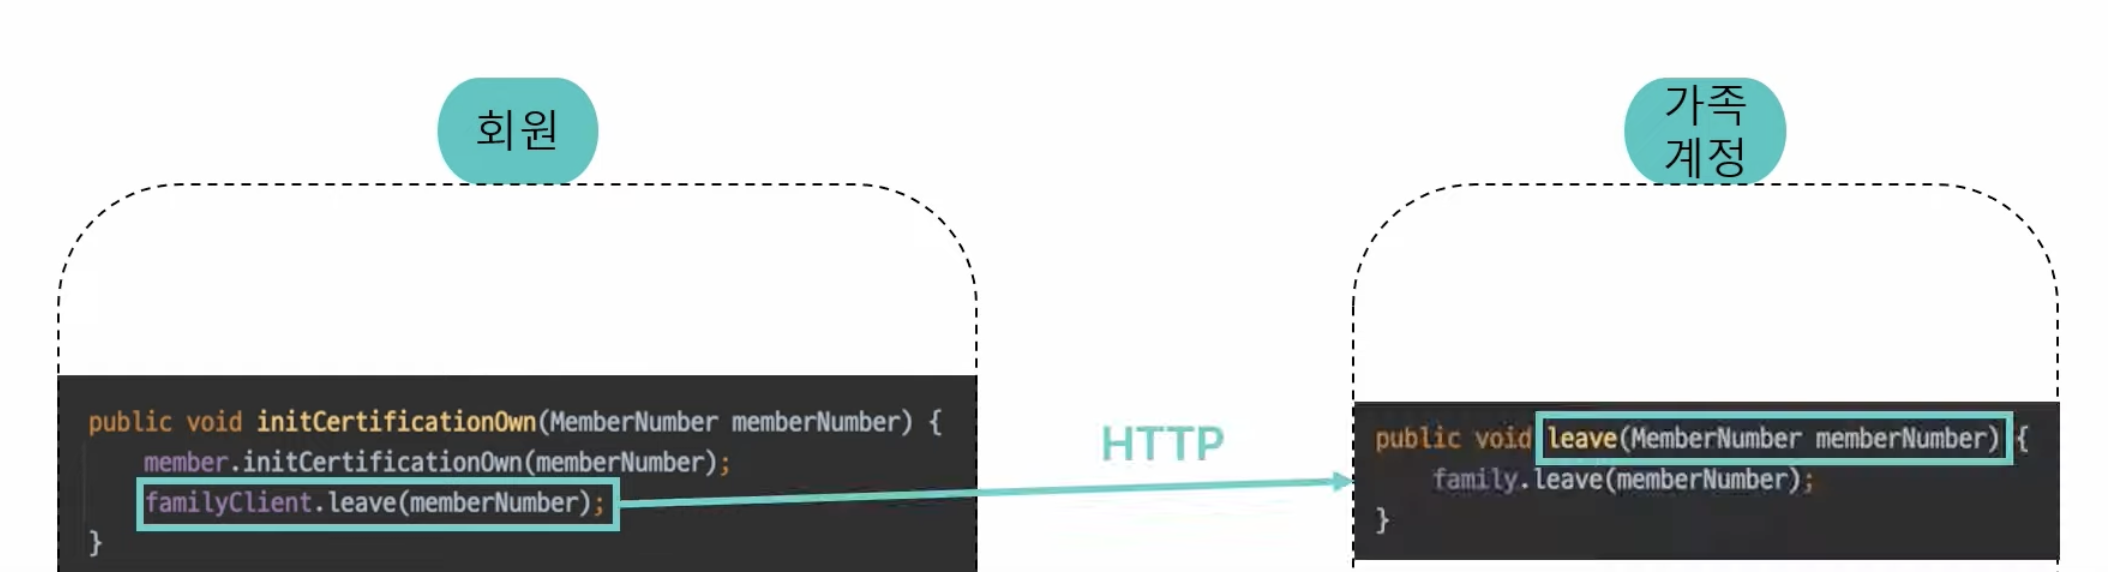 회원
가족
계정
public void initCertificationOwn(MemberNumber memberNumber) {
    member.initCertificationOwn(memberNumber);
    familyClient.leave(memberNumber);
}
HTTP
public void leave(MemberNumber memberNumber) {
    family.leave(memberNumber);
}